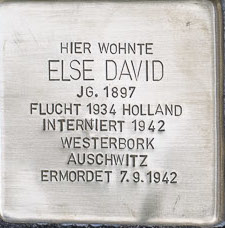 HIER WOHNTE
ELSE DAVID
JG. 1897
FLUCHT 1934 HOLLAND
INTERNIERT 1942
WESTERBORK
AUSCHWITZ
ERMORDET 7.9.1942